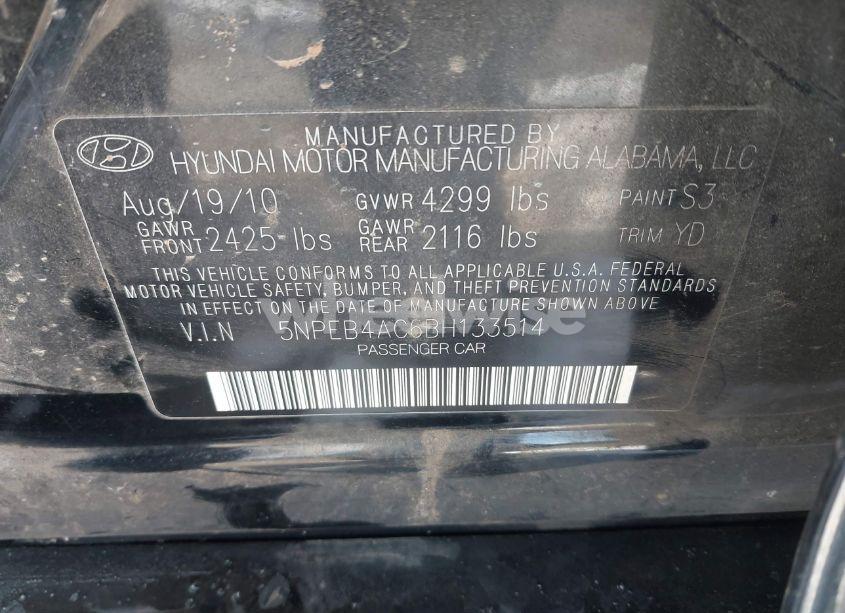 MANUFACTURED BY
HYUNDAI MOTOR MANUFACTURING ALABAMA, LLC
Aug/19/10 GVWR 4299 lbs PAINT S3
GAWR FRONT 2425 lbs GAWR REAR 2116 lbs TRIM YD
THIS VEHICLE CONFORMS TO ALL APPLICABLE U.S.A. FEDERAL
MOTOR VEHICLE SAFETY, BUMPER, AND THEFT PREVENTION STANDARDS
IN EFFECT ON THE DATE OF MANUFACTURE SHOWN ABOVE
V.I.N 5NPEB4AC6BH133514
PASSENGER CAR